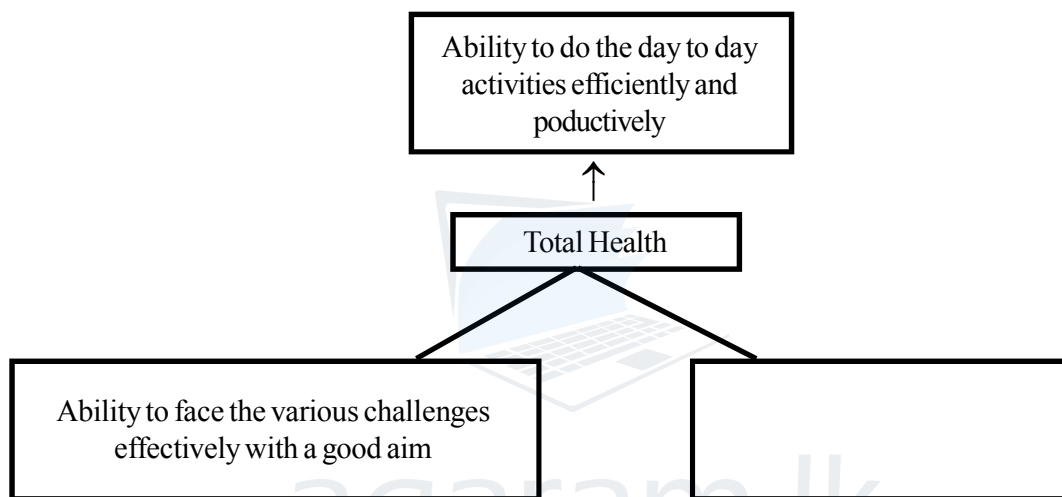 Ability to do the day to day
activities efficiently and
poductively
Total Health
Ability to face the various challenges
effectively with a good aim
agaram.lk